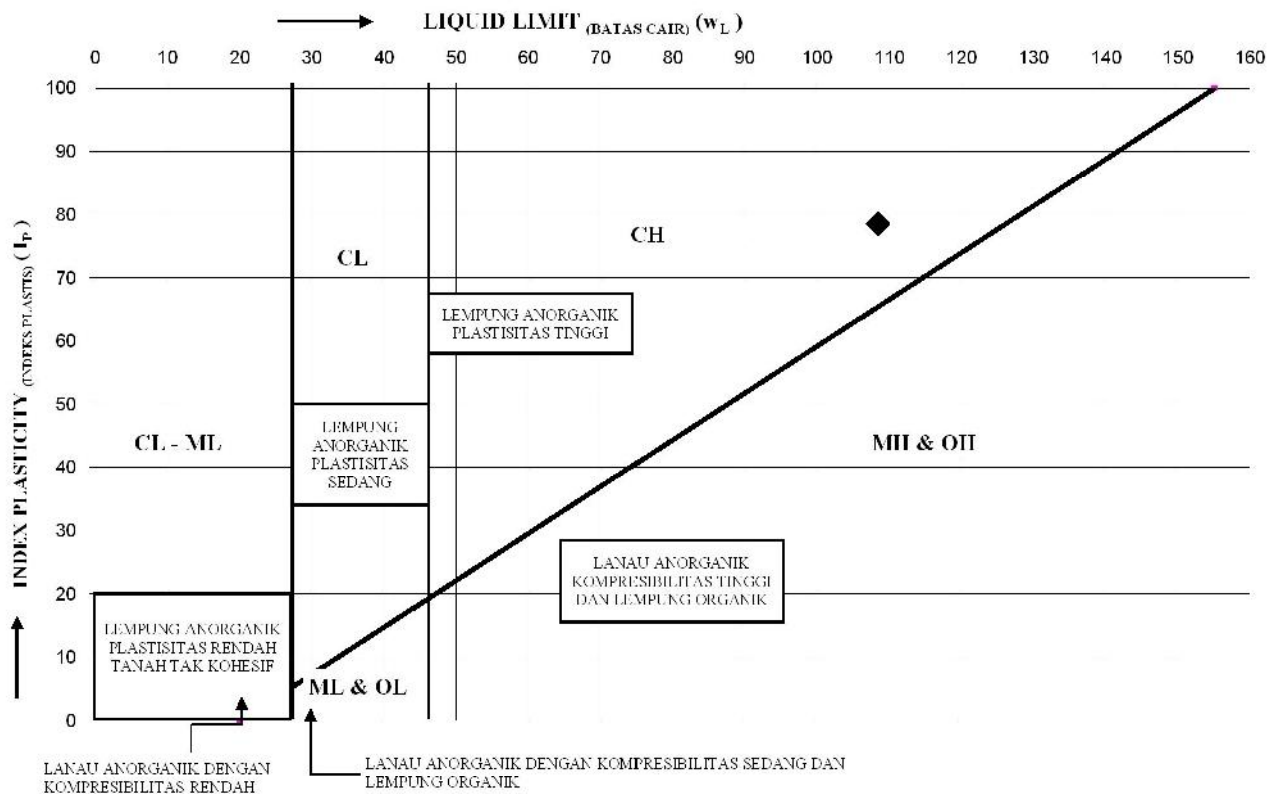 LIQUID LIMIT (BATAS CAIR) (wL )
0 10 20 30 40 50 60 70 80 90 100 110 120 130 140 150 160
INDEX PLASTICITY (INDEKS PLASTIS) (IP)
100
90
80
70
60
50
40
30
20
10
0
CL
CH
LEMPUNG ANORGANIK
PLASTISITAS TINGGI
CL - ML
LEMPUNG
ANORGANIK
PLASTISITAS
SEDANG
MH & OH
LANAU ANORGANIK
KOMPRESIBILITAS TINGGI
DAN LEMPUNG ORGANIK
LEMPUNG ANORGANIK
PLASTISITAS RENDAH
TANAH TAK KOHESIF
ML & OL
LANAU ANORGANIK DENGAN
KOMPRESIBILITAS RENDAH
LANAU ANORGANIK DENGAN KOMPRESIBILITAS SEDANG DAN
LEMPUNG ORGANIK